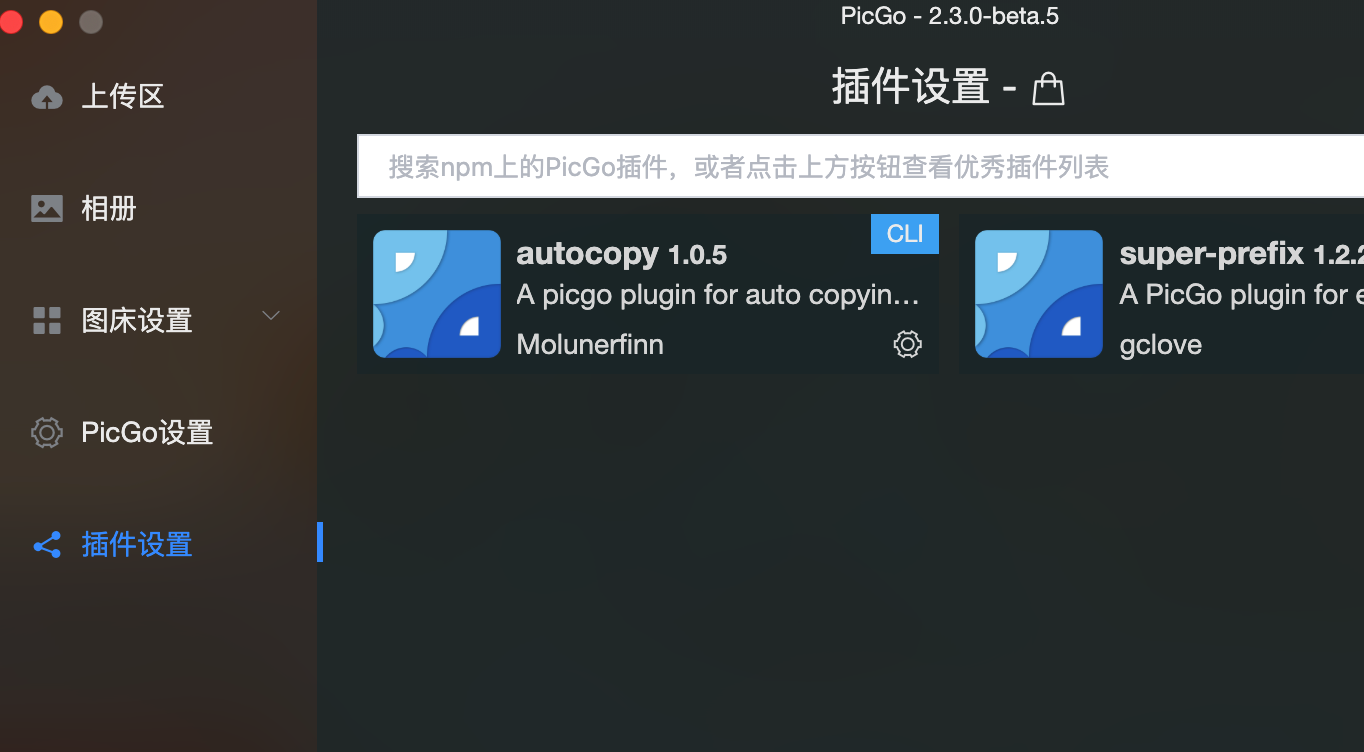 PicGo - 2.3.0-beta.5
上传区
相册
图床设置
PicGo设置
插件设置
插件设置 -
搜索npm上的PicGo插件，或者点击上方按钮查看优秀插件列表
CLI
autocopy 1.0.5
A picgo plugin for auto copyin...
Molunerfinn
super-prefix 1.2.2
A PicGo plugin for e
gclove